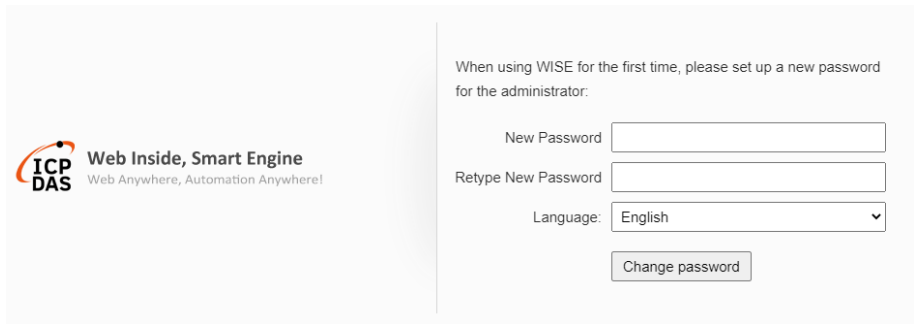 ICP
DAS
Web Inside, Smart Engine
Web Anywhere, Automation Anywhere!
When using WISE for the first time, please set up a new password
for the administrator:
New Password
Retype New Password
Language: English
Change password